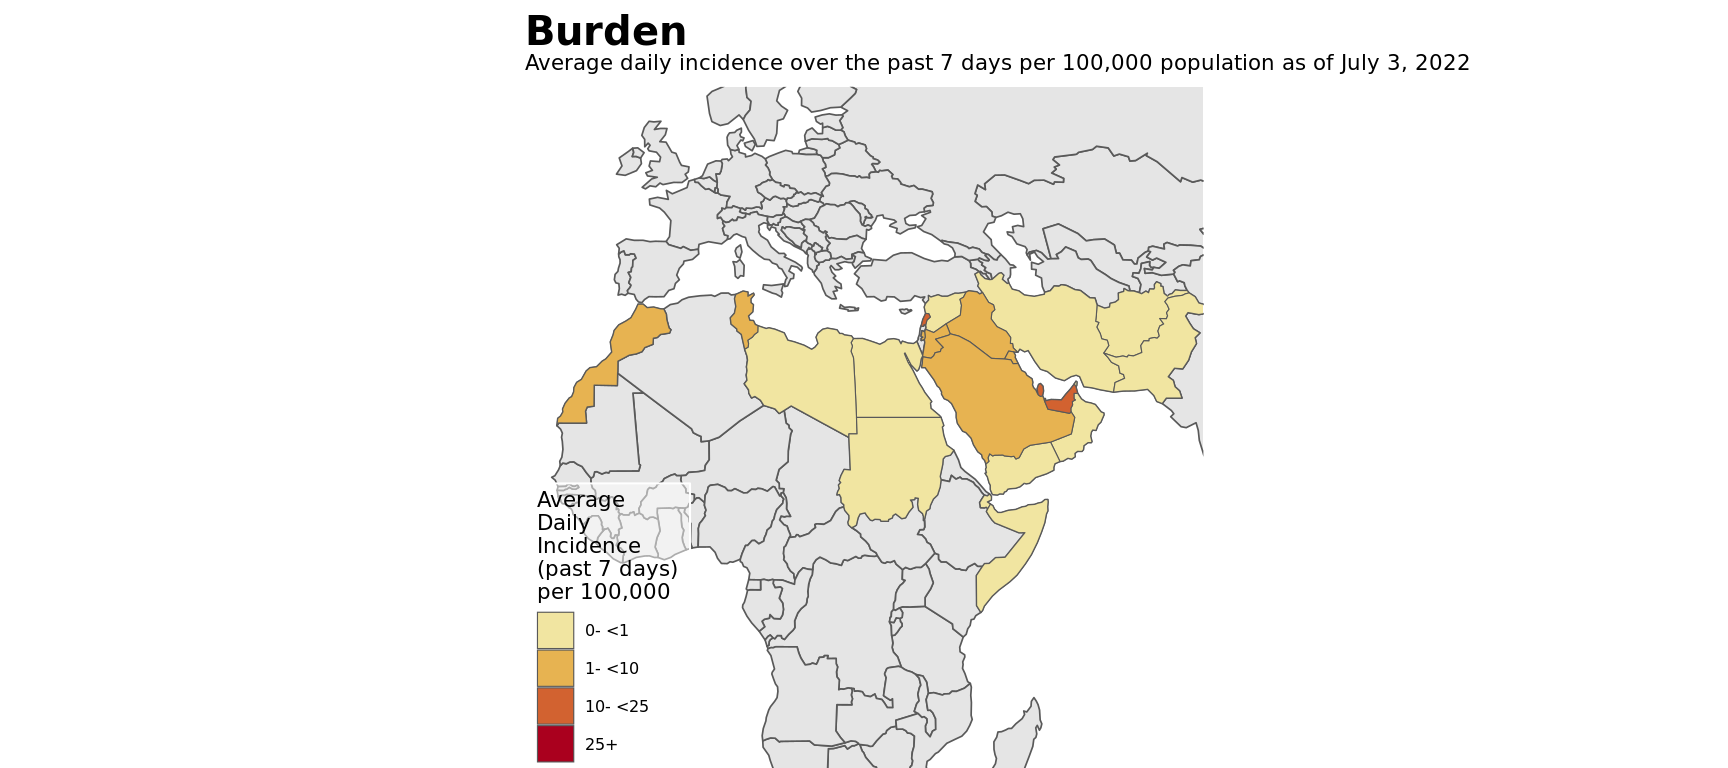 Burden
Average daily incidence over the past 7 days per 100,000 population as of July 3, 2022
Average
Daily
Incidence
(past 7 days)
per 100,000
0- <1
1- <10
10- <25
25+